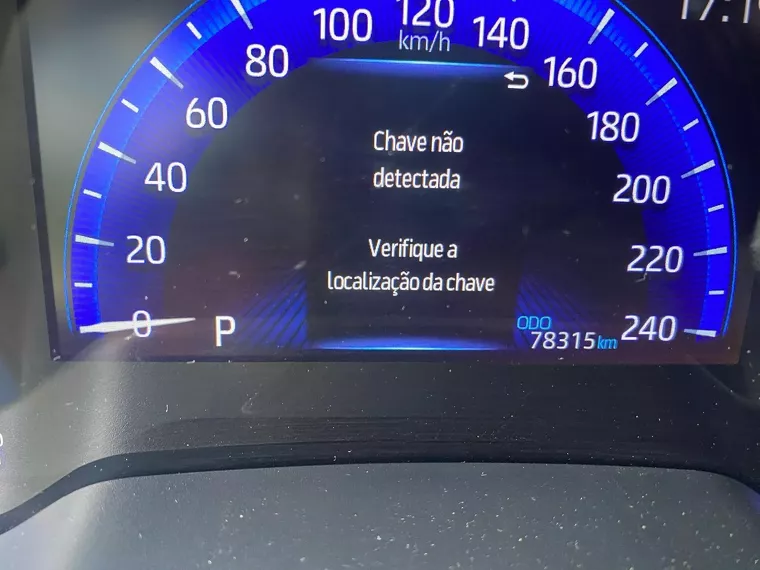 120
100
km/h
140
80
160
60
180
Chave não
detectada
40
200
20
Verifique a
localização da chave
220
0
P
ODO
78315 km
240